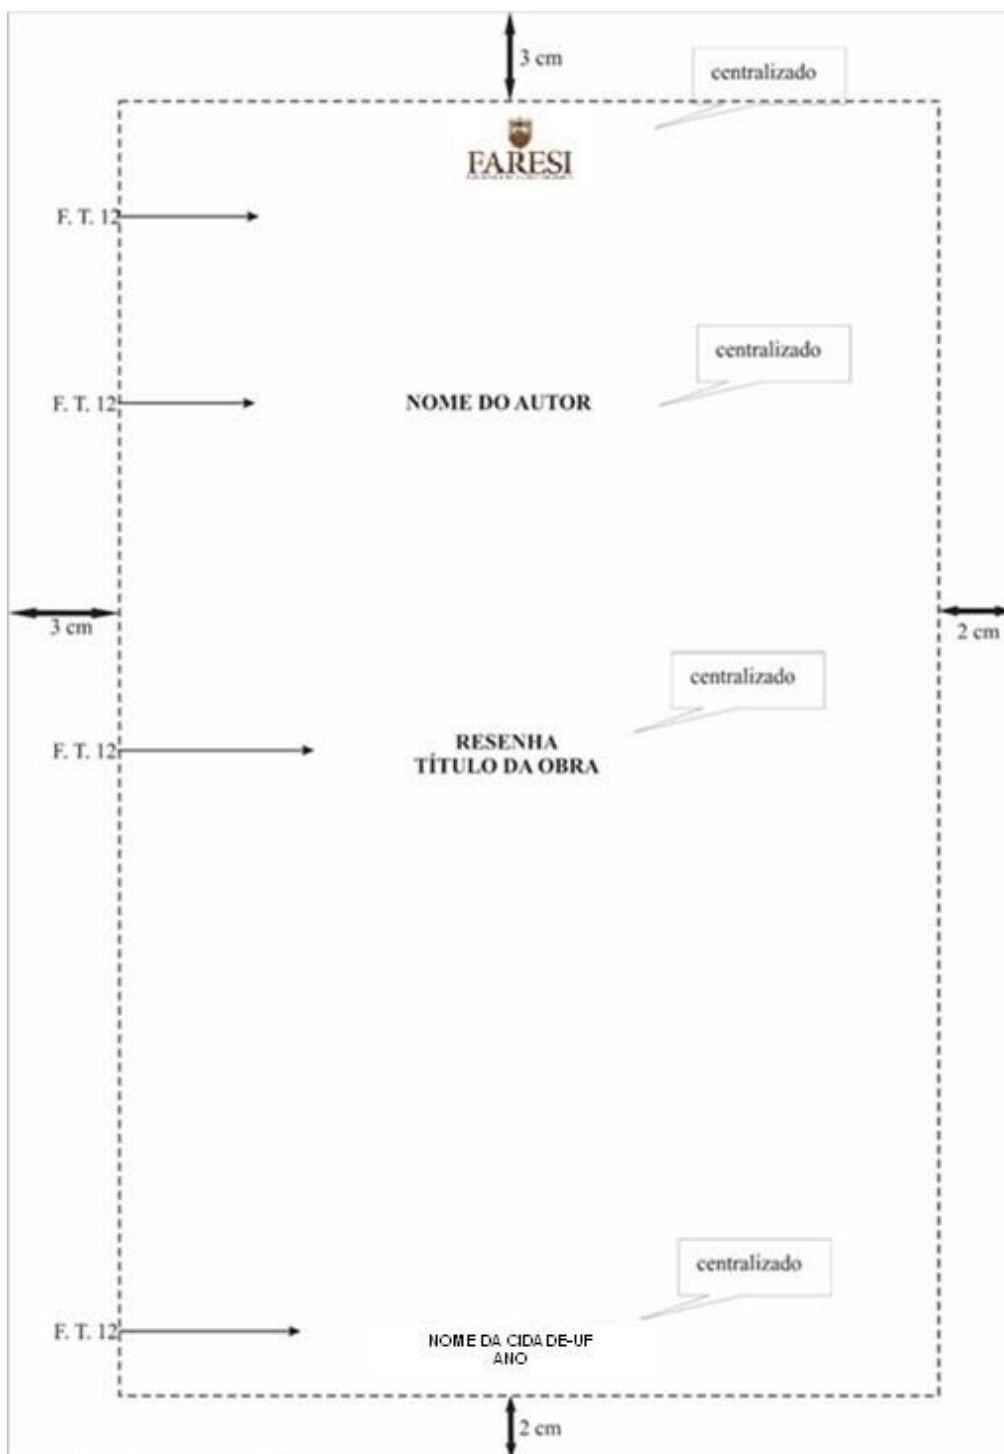 3 cm
centralizado
FARESI
F. T. 12
centralizado
F. T. 12
NOME DO AUTOR
3 cm
2 cm
centralizado
F. T. 12
RESENHA
TÍTULO DA OBRA
centralizado
F. T. 12
NOME DA CIDADE-UF
ANO
2 cm